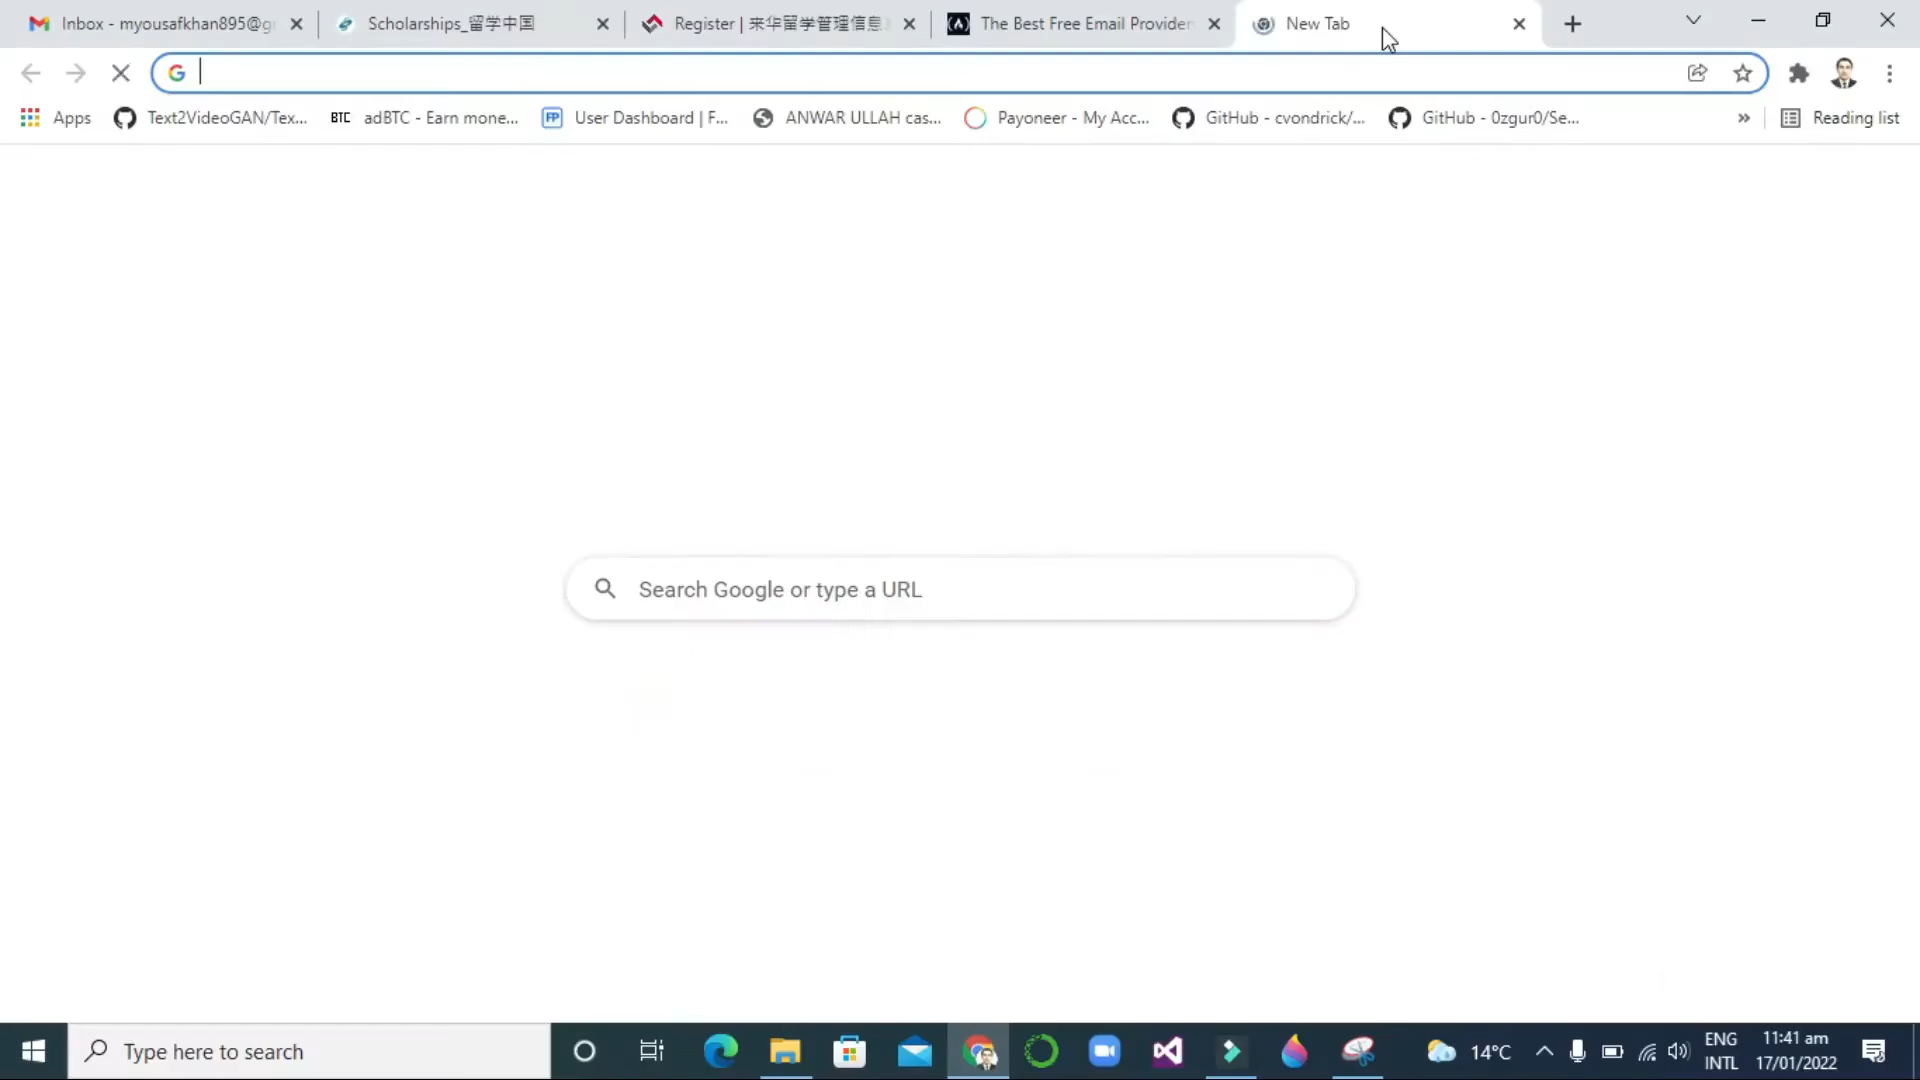 Inbox - myousafkhan895@g
Scholarships_留学中国
Register | 来华留学管理信息
The Best Free Email Provider
New Tab
Apps
Text2VideoGAN/Tex...
BTC adBTC - Earn mone...
FP User Dashboard | F...
ANWAR ULLAH cas...
Payoneer - My Acc...
GitHub - cvondrick/...
GitHub - 0zgur0/Se...
»
Reading list
Search Google or type a URL
Type here to search
14°C
ENG
INTL
11:41 am
17/01/2022